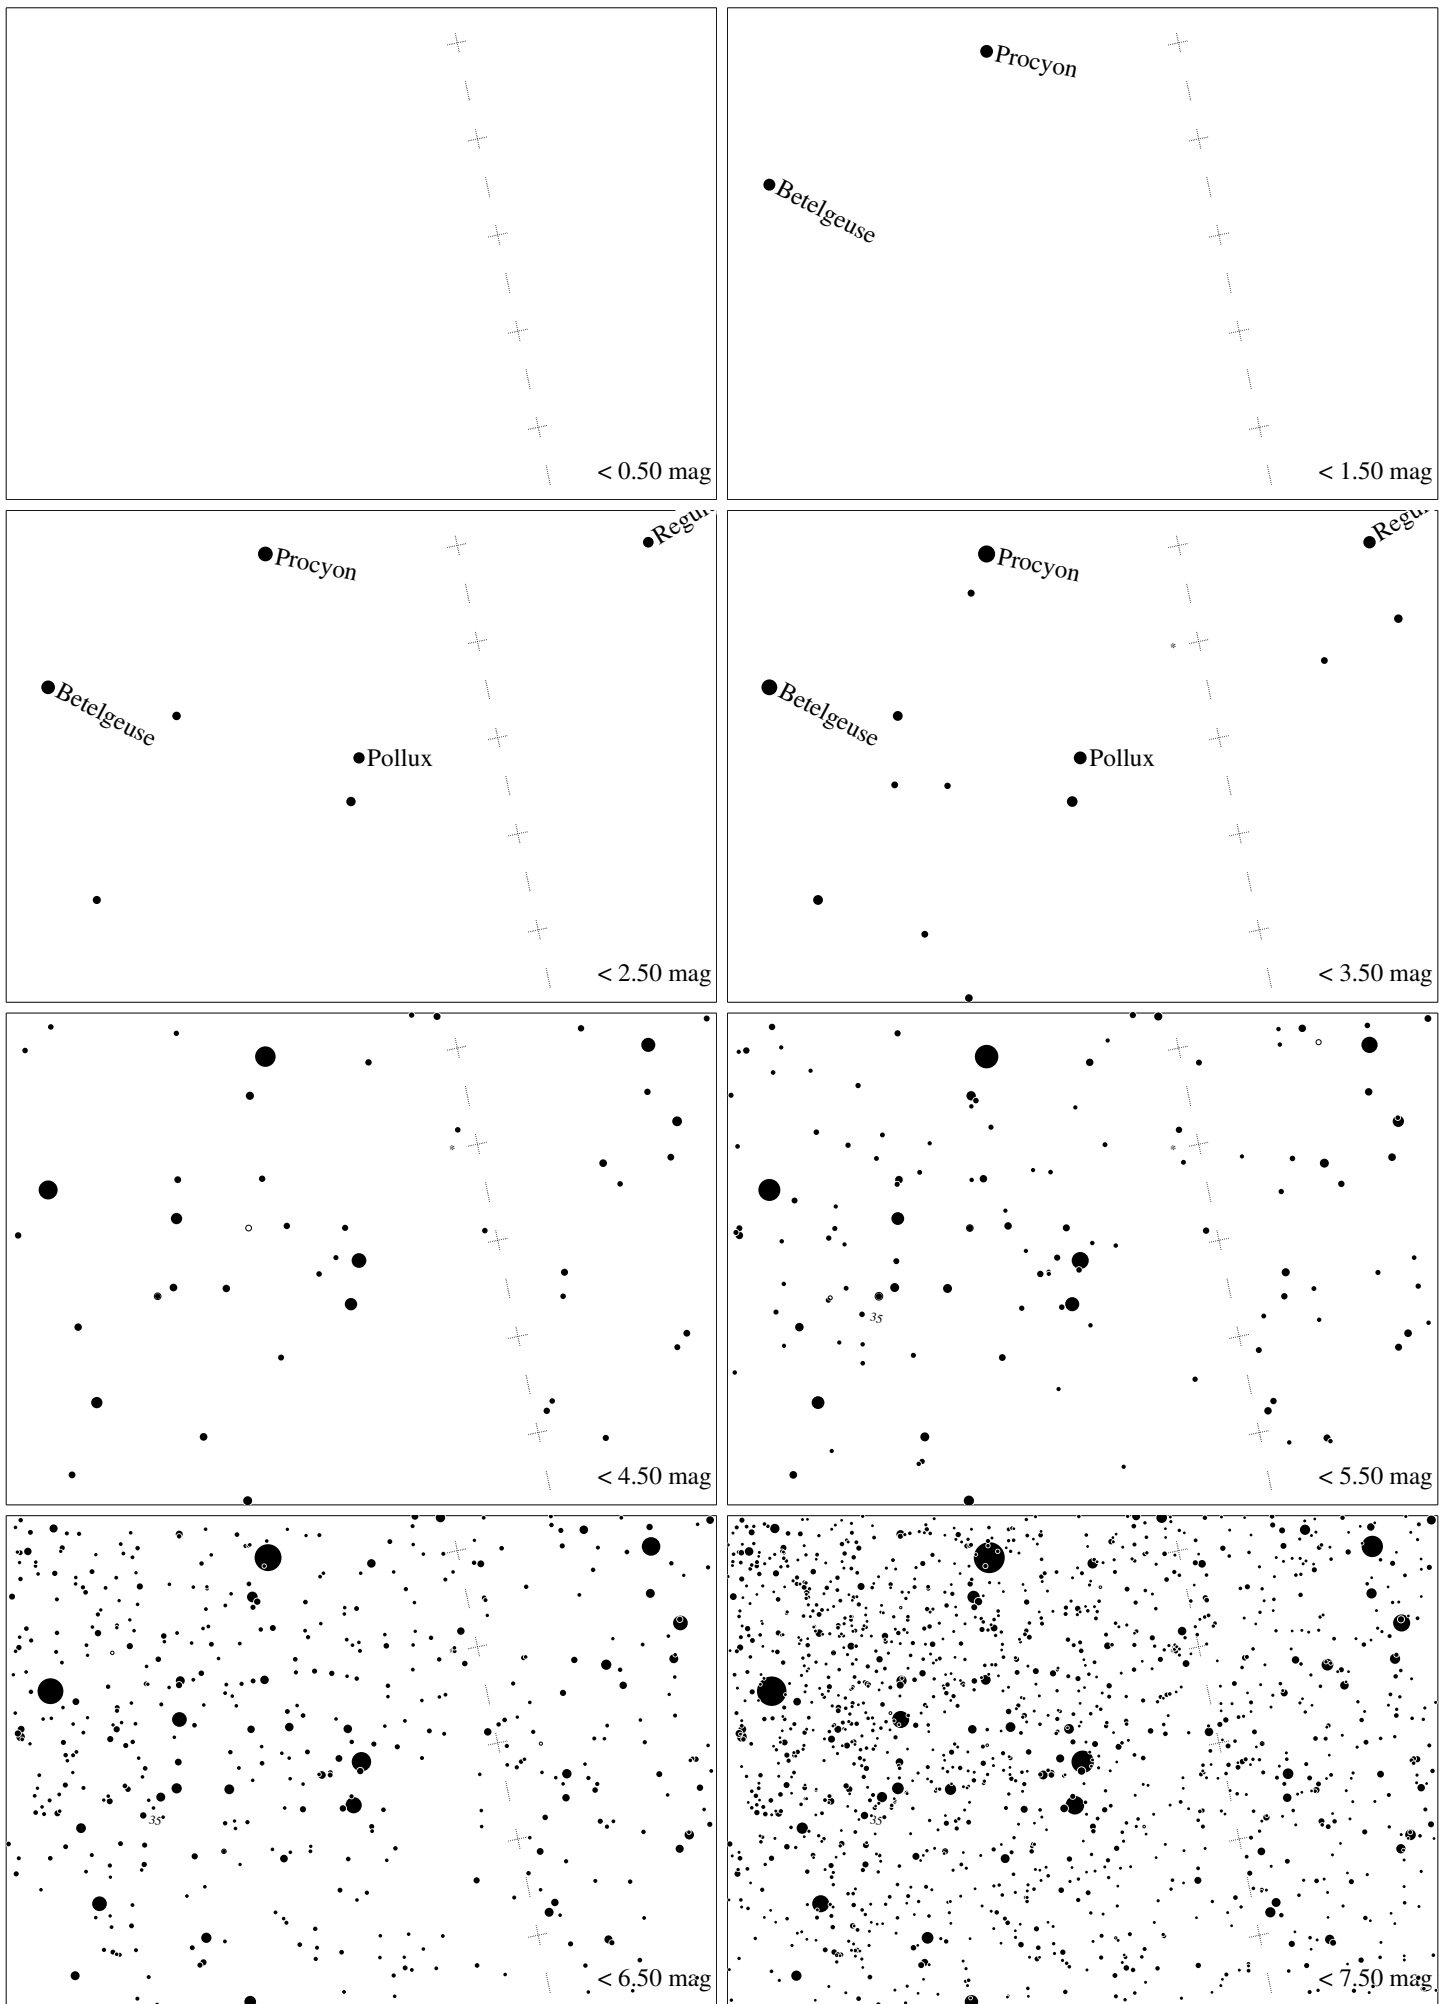 < 0.50 mag
Procyon
Betelgeuse
< 1.50 mag
Procyon
Betelgeuse
Pollux
< 2.50 mag
Procyon
Betelgeuse
Pollux
< 3.50 mag
< 4.50 mag
35
< 5.50 mag
35
< 6.50 mag
35
< 7.50 mag